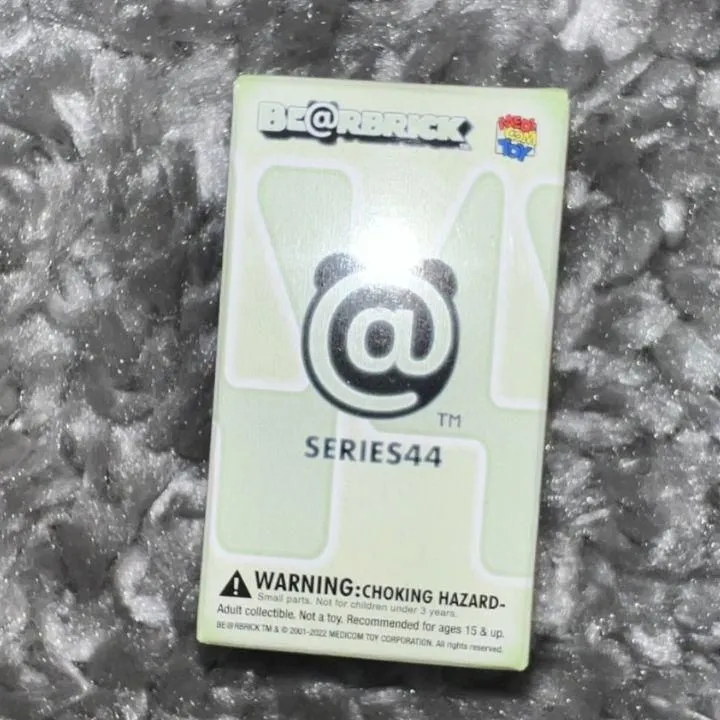 BE@RBRICK
MEDI
COM
TOY
@
TM
SERIES44
WARNING:CHOKING HAZARD-
Small parts. Not for children under 3 years.
Adult collectible. Not a toy. Recommended for ages 15 & up.
BE@RBRICK TM & © 2001-2022 MEDICOM TOY CORPORATION. All rights reserved.